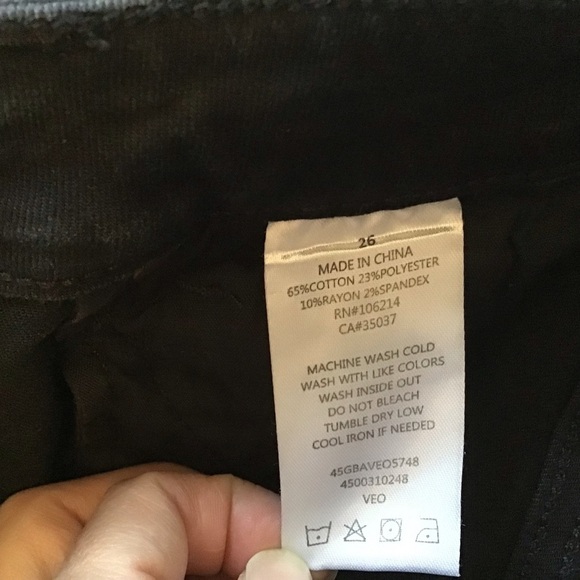 26
MADE IN CHINA
65%COTTON 23%POLYESTER
10%RAYON 2%SPANDEX
RN#106214
CA#35037
MACHINE WASH COLD
WASH WITH LIKE COLORS
WASH INSIDE OUT
DO NOT BLEACH
TUMBLE DRY LOW
COOL IRON IF NEEDED
45GBAVEO5748
4500310248
VEO